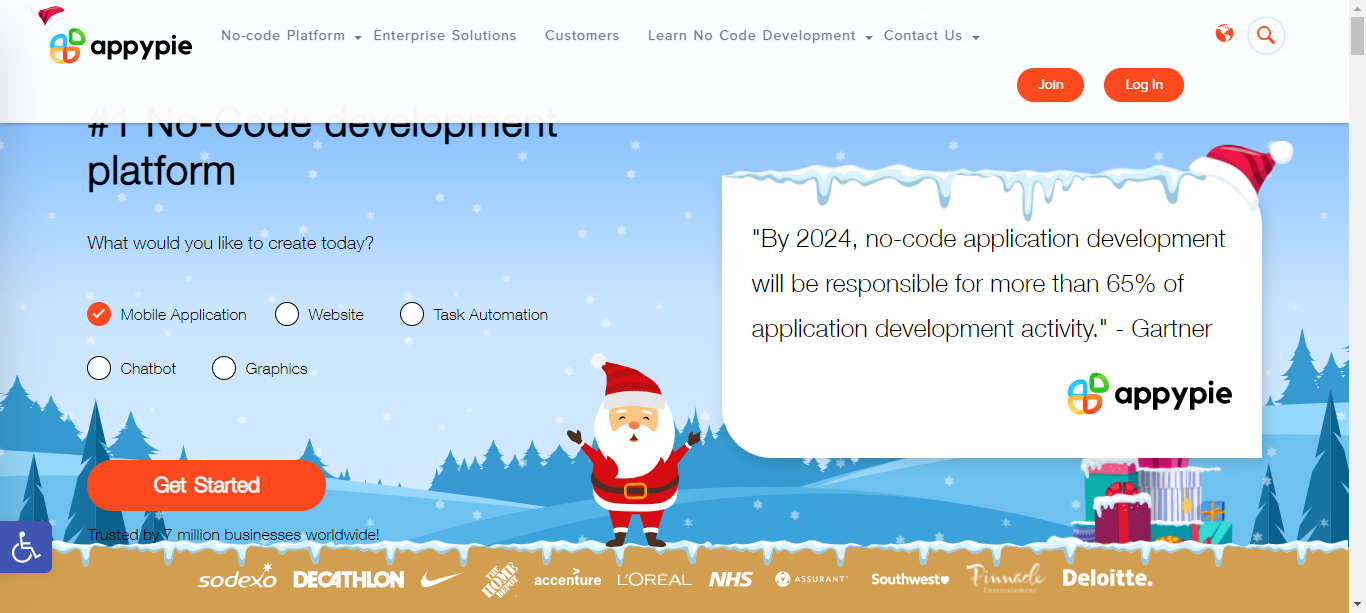 appypie
No-code Platform
Enterprise Solutions
Customers
Learn No Code Development
Contact Us
Join
Log In
#1 No-Code development
platform
What would you like to create today?
Mobile Application
Website
Task Automation
Chatbot
Graphics
Get Started
Trusted by 7 million businesses worldwide!
"By 2024, no-code application development
will be responsible for more than 65% of
application development activity." - Gartner
appypie
sodexo
DECATHLON
THE
HOME
DEPOT
accenture
L'ORÉAL
NHS
ASSURANT
Southwest
Pinnacle
Entertainment
Deloitte.